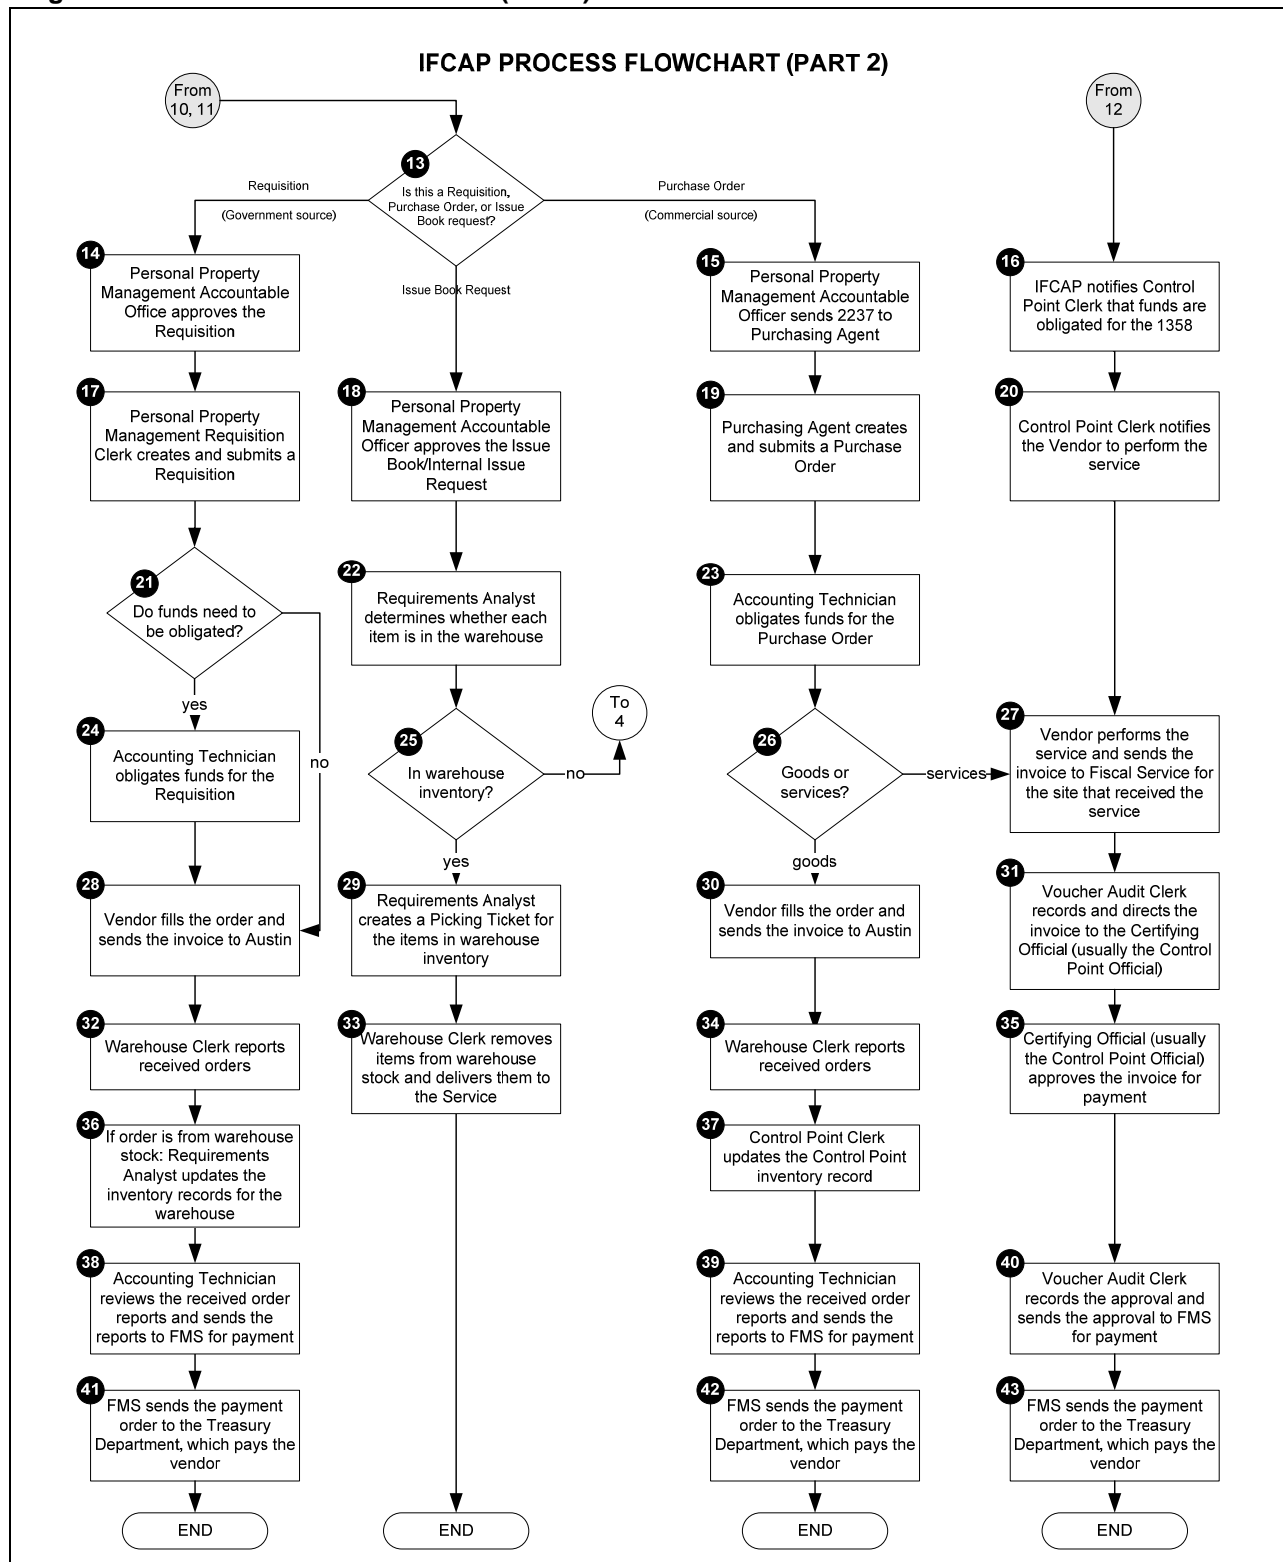 IFCAP PROCESS FLOWCHART (PART 2)
From
10, 11
From
12
13
Is this a Requisition,
Purchase Order, or Issue
Book request?
Requisition
(Government source)
Purchase Order
(Commercial source)
Issue Book Request
14
Personal Property
Management Accountable
Office approves the
Requisition
15
Personal Property
Management Accountable
Officer sends 2237 to
Purchasing Agent
16
IFCAP notifies Control
Point Clerk that funds are
obligated for the 1358
17
Personal Property
Management Requisition
Clerk creates and submits a
Requisition
18
Personal Property
Management Accountable
Officer approves the Issue
Book/Internal Issue
Request
19
Purchasing Agent creates
and submits a Purchase
Order
20
Control Point Clerk notifies
the Vendor to perform the
service
21
Do funds need to
be obligated?
yes
no
22
Requirements Analyst
determines whether each
item is in the warehouse
23
Accounting Technician
obligates funds for the
Purchase Order
24
Accounting Technician
obligates funds for the
Requisition
25
In warehouse
inventory?
no
To
4
yes
26
Goods or
services?
services
goods
27
Vendor performs the
service and sends the
invoice to Fiscal Service for
the site that received the
service
28
Vendor fills the order and
sends the invoice to Austin
29
Requirements Analyst
creates a Picking Ticket for
the items in warehouse
inventory
30
Vendor fills the order and
sends the invoice to Austin
31
Voucher Audit Clerk
records and directs the
invoice to the Certifying
Official (usually the Control
Point Official)
32
Warehouse Clerk reports
received orders
33
Warehouse Clerk removes
items from warehouse
stock and delivers them to
the Service
34
Warehouse Clerk reports
received orders
35
Certifying Official (usually
the Control Point Official)
approves the invoice for
payment
36
If order is from warehouse
stock: Requirements
Analyst updates the
inventory records for the
warehouse
37
Control Point Clerk
updates the Control Point
inventory record
38
Accounting Technician
reviews the received order
reports and sends the
reports to FMS for payment
39
Accounting Technician
reviews the received order
reports and sends the
reports to FMS for payment
40
Voucher Audit Clerk
records the approval and
sends the approval to FMS
for payment
41
FMS sends the payment
order to the Treasury
Department, which pays the
vendor
42
FMS sends the payment
order to the Treasury
Department, which pays the
vendor
43
FMS sends the payment
order to the Treasury
Department, which pays the
vendor
END
END
END
END